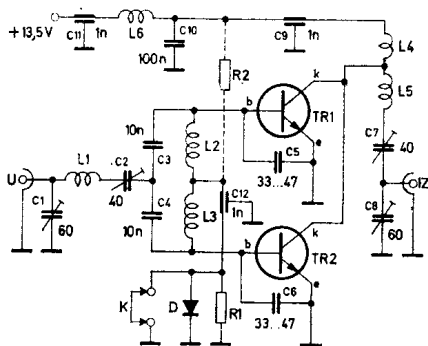 +13,5V
C11
1n
L6
C10
100n
C9
1n
L4
R2
k
L5
b
TR1
10n
C3
L2
e
C5
33...47
C7
40
U
L1
C2
40
C12
1n
IZ
C1
60
C4
L3
10n
k
C8
60
b
TR2
e
K
D
R1
C6
33...47